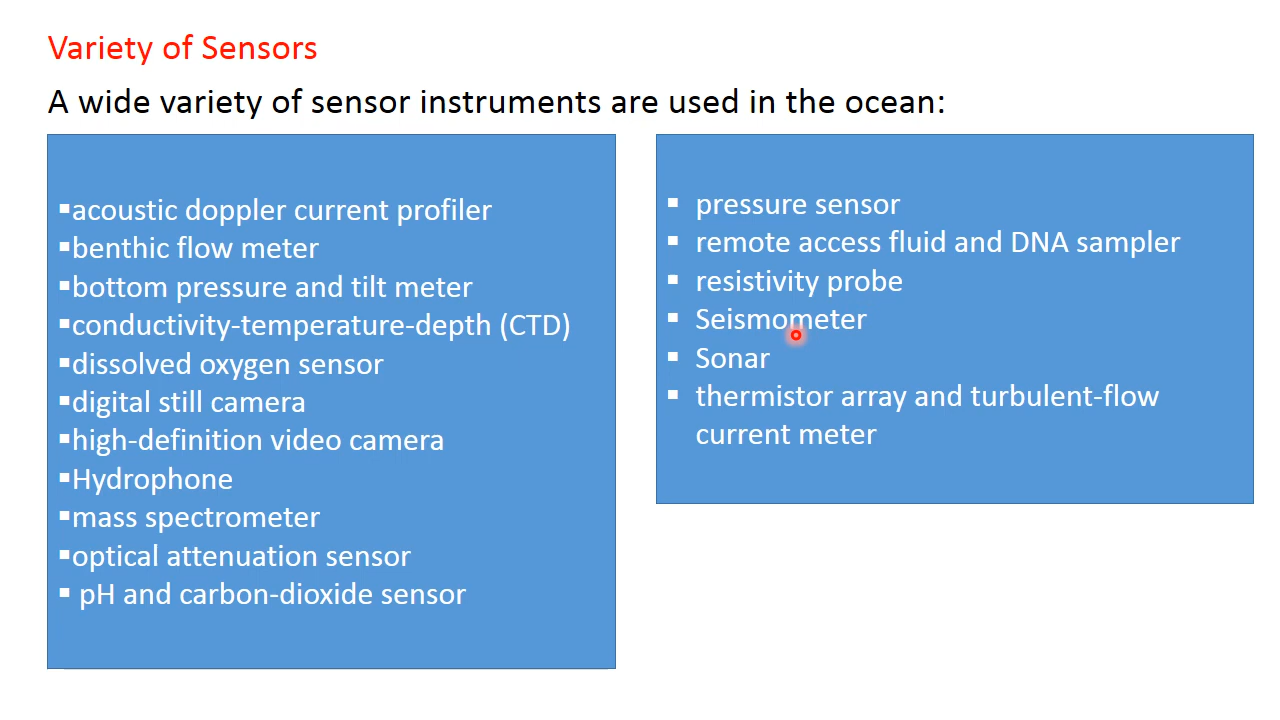 Variety of Sensors
A wide variety of sensor instruments are used in the ocean:
▪acoustic doppler current profiler
▪benthic flow meter
▪bottom pressure and tilt meter
▪conductivity-temperature-depth (CTD)
▪dissolved oxygen sensor
▪digital still camera
▪high-definition video camera
▪Hydrophone
▪mass spectrometer
▪optical attenuation sensor
▪ pH and carbon-dioxide sensor
▪ pressure sensor
▪ remote access fluid and DNA sampler
▪ resistivity probe
▪ Seismometer
▪ Sonar
▪ thermistor array and turbulent-flow
current meter